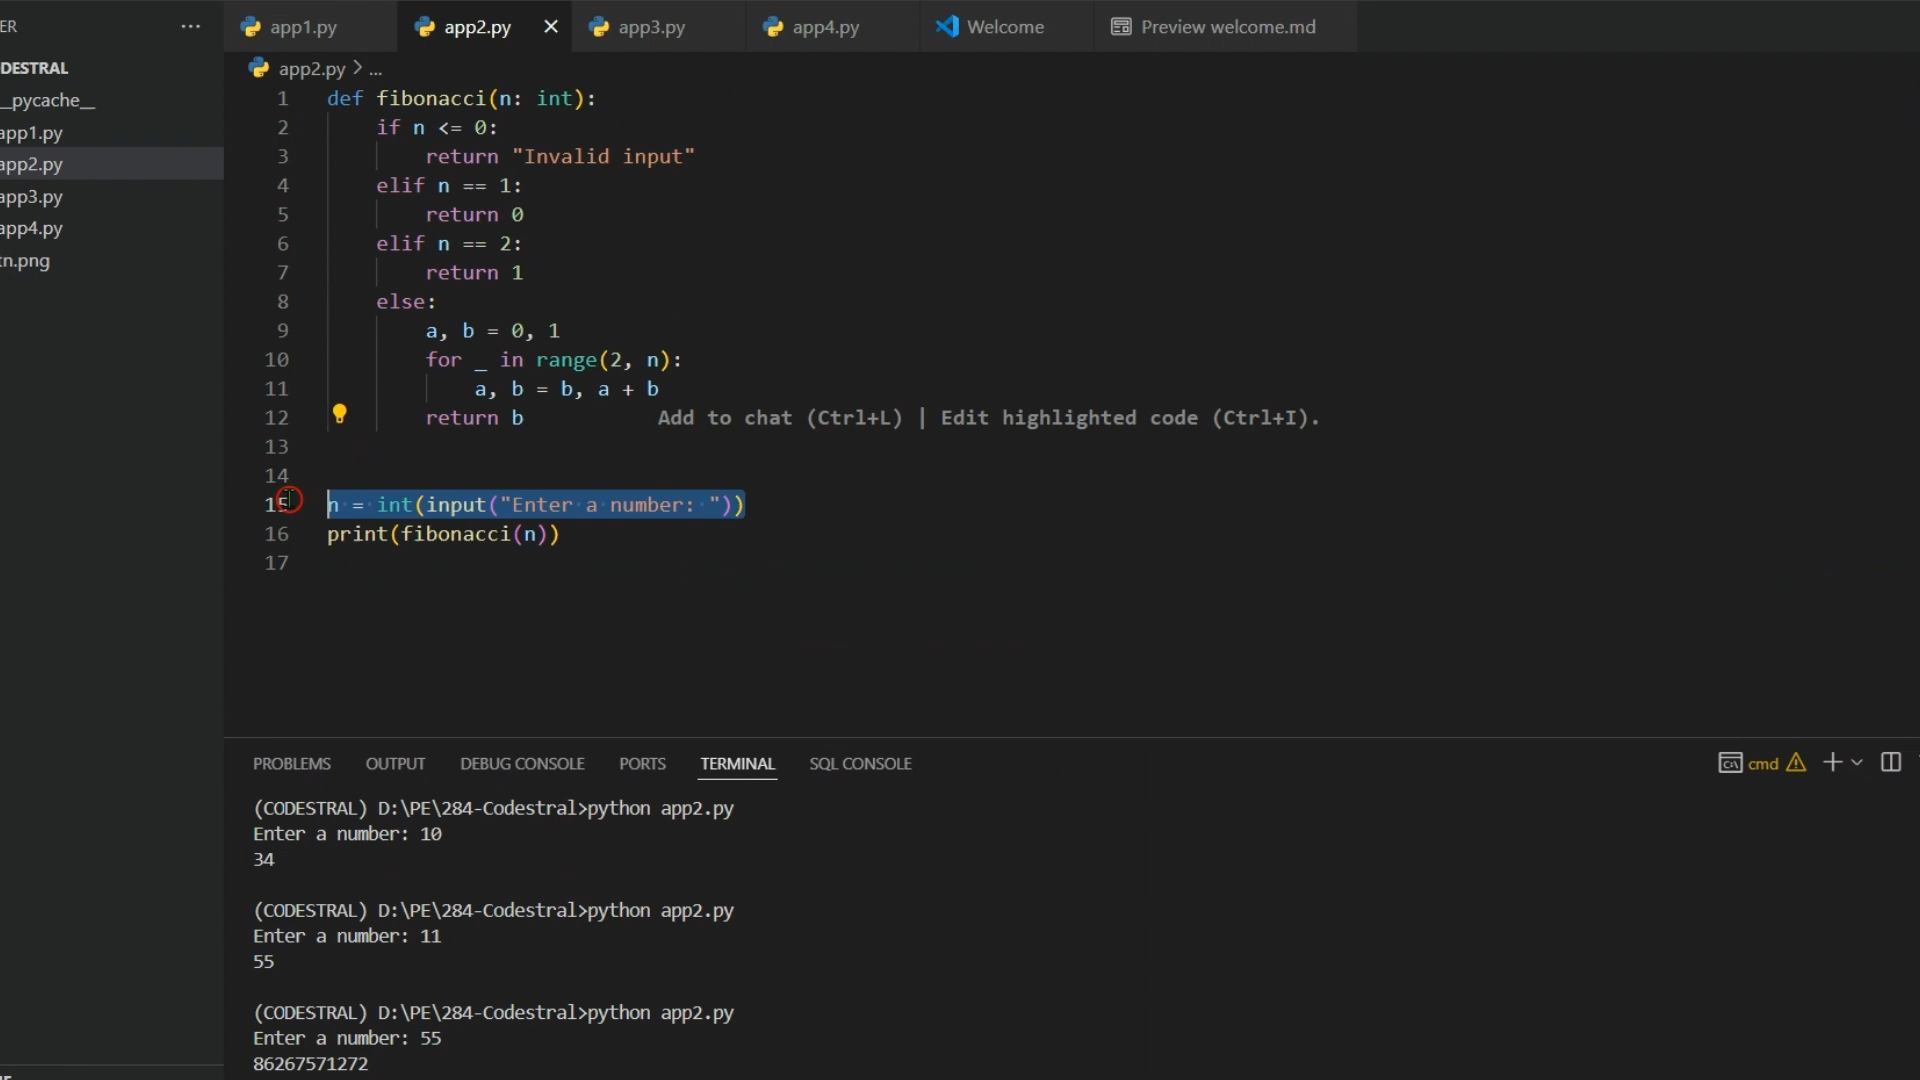 ER ...
app1.py app2.py app3.py app4.py Welcome Preview welcome.md
DESTRAL
app2.py > ...
__pycache__
app1.py
app2.py
app3.py
app4.py
tn.png
1 def fibonacci(n: int):
2 if n <= 0:
3 return "Invalid input"
4 elif n == 1:
5 return 0
6 elif n == 2:
7 return 1
8 else:
9 a, b = 0, 1
10 for _ in range(2, n):
11 a, b = b, a + b
12 return b Add to chat (Ctrl+L) | Edit highlighted code (Ctrl+I).
13
14
15 n = int(input("Enter a number: "))
16 print(fibonacci(n))
17
PROBLEMS OUTPUT DEBUG CONSOLE PORTS TERMINAL SQL CONSOLE cmd
(CODESTRAL) D:\PE\284-Codestral>python app2.py
Enter a number: 10
34
(CODESTRAL) D:\PE\284-Codestral>python app2.py
Enter a number: 11
55
(CODESTRAL) D:\PE\284-Codestral>python app2.py
Enter a number: 55
86267571272